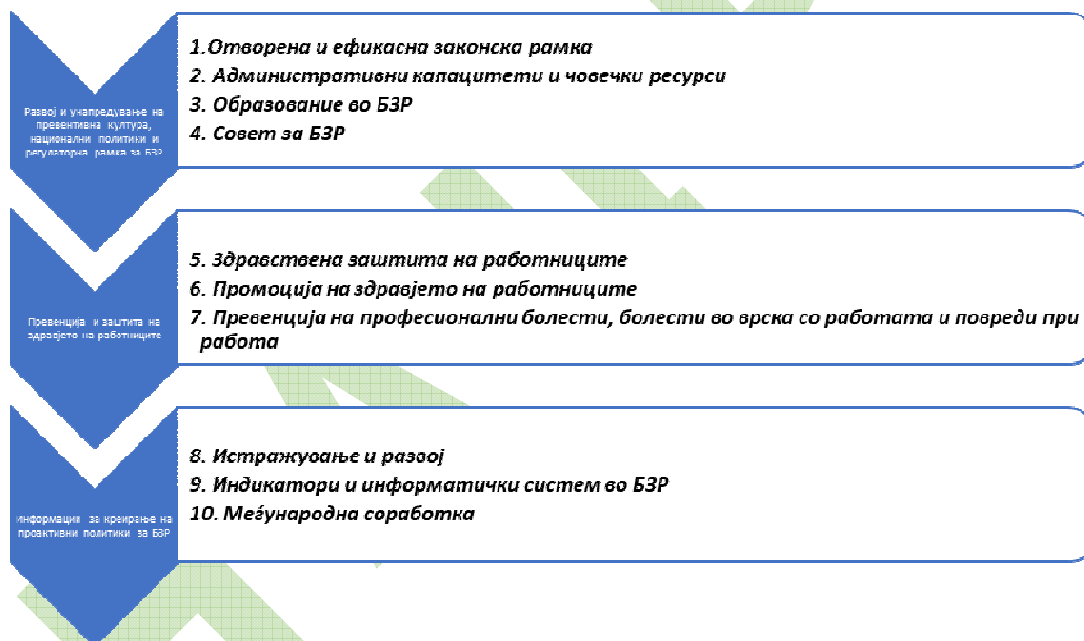 Развој и унапредување на
превентивна култура,
национални политики и
регулаторна рамка за БЗР
1.Отворена и ефикасна законска рамка
2. Административни капацитети и човечки ресурси
3. Образование во БЗР
4. Совет за БЗР
Превенција и заштита на
здравјето на работниците
5. Здравствена заштита на работниците
6. Промоција на здравјето на работниците
7. Превенција на професионални болести, болести во врска со работата и повреди при
работа
Информации за креирање на
проактивни политики за БЗР
8. Истражување и развој
9. Индикатори и информатички систем во БЗР
10. Меѓународна соработка